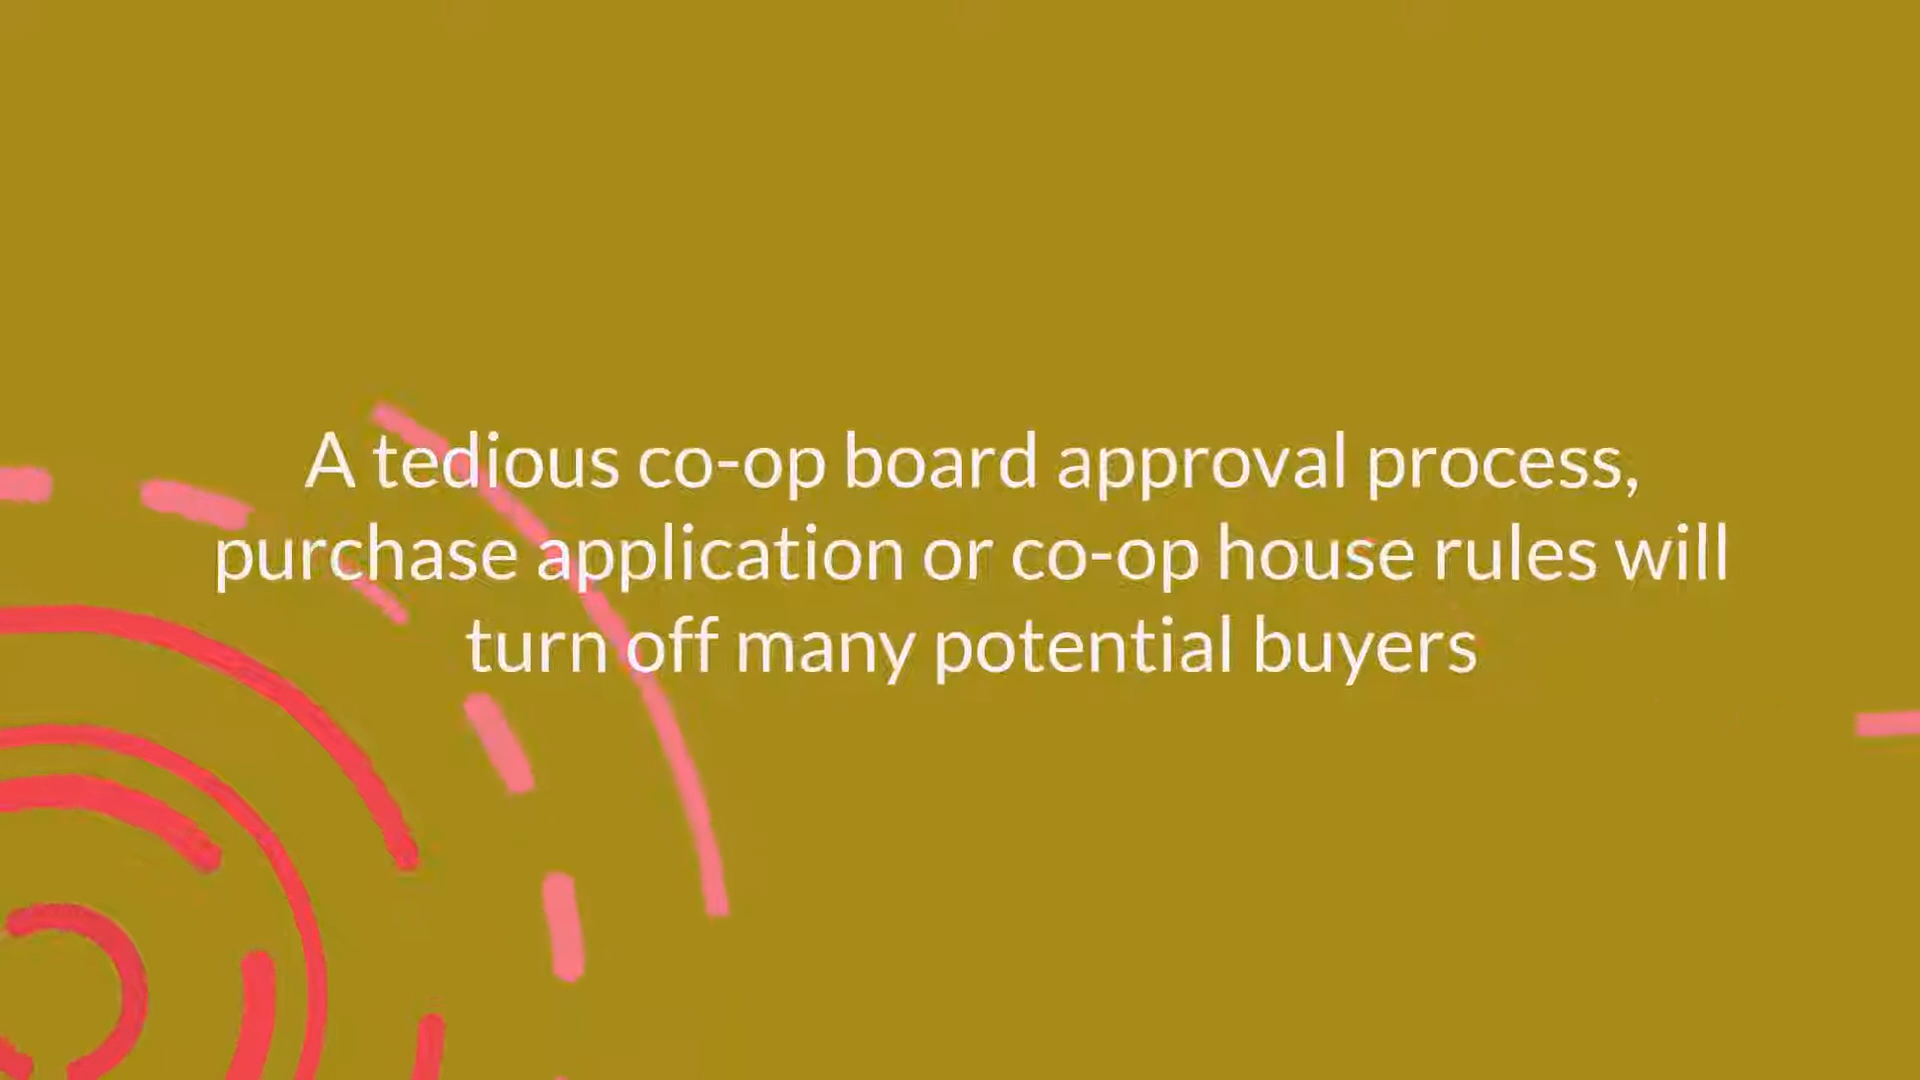 A tedious co-op board approval process,
purchase application or co-op house rules will
turn off many potential buyers